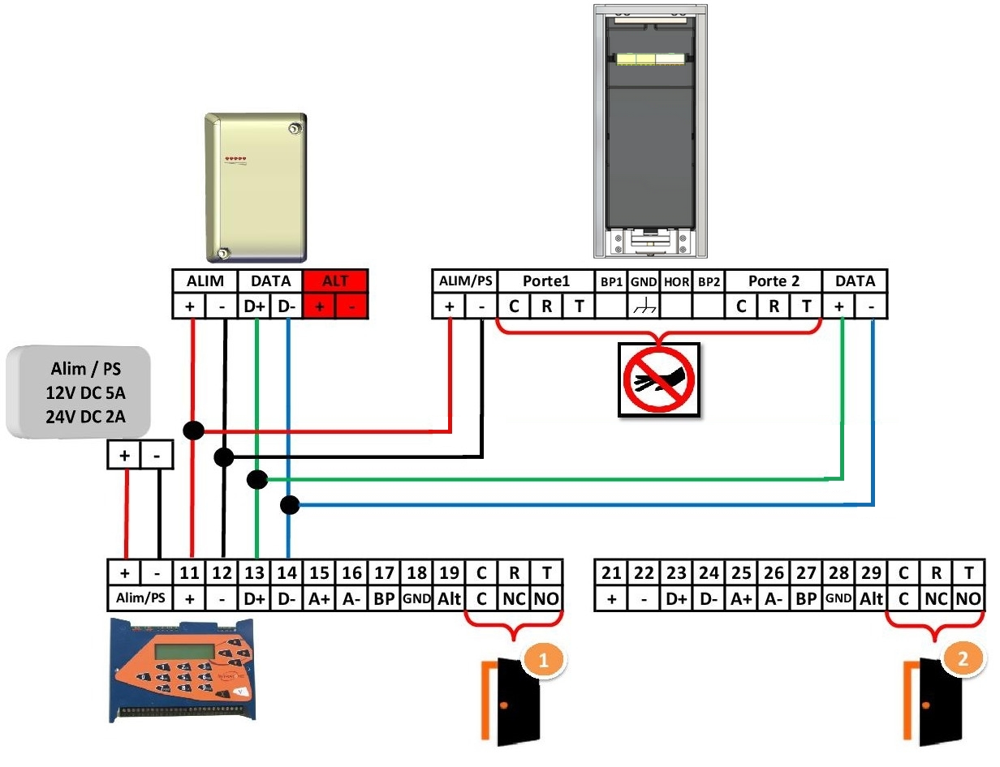 ALIM DATA ALT
+ - D+ D- + -
ALIM/PS Porte1 BP1 GND HOR BP2 Porte 2 DATA
+ - C R T C R T + -
Alim / PS
12V DC 5A
24V DC 2A
+ -
+ - 11 12 13 14 15 16 17 18 19 C R T
Alim/PS + - D+ D- A+ A- BP GND Alt C NC NO
21 22 23 24 25 26 27 28 29 C R T
+ - D+ D- A+ A- BP GND Alt C NC NO
1
2